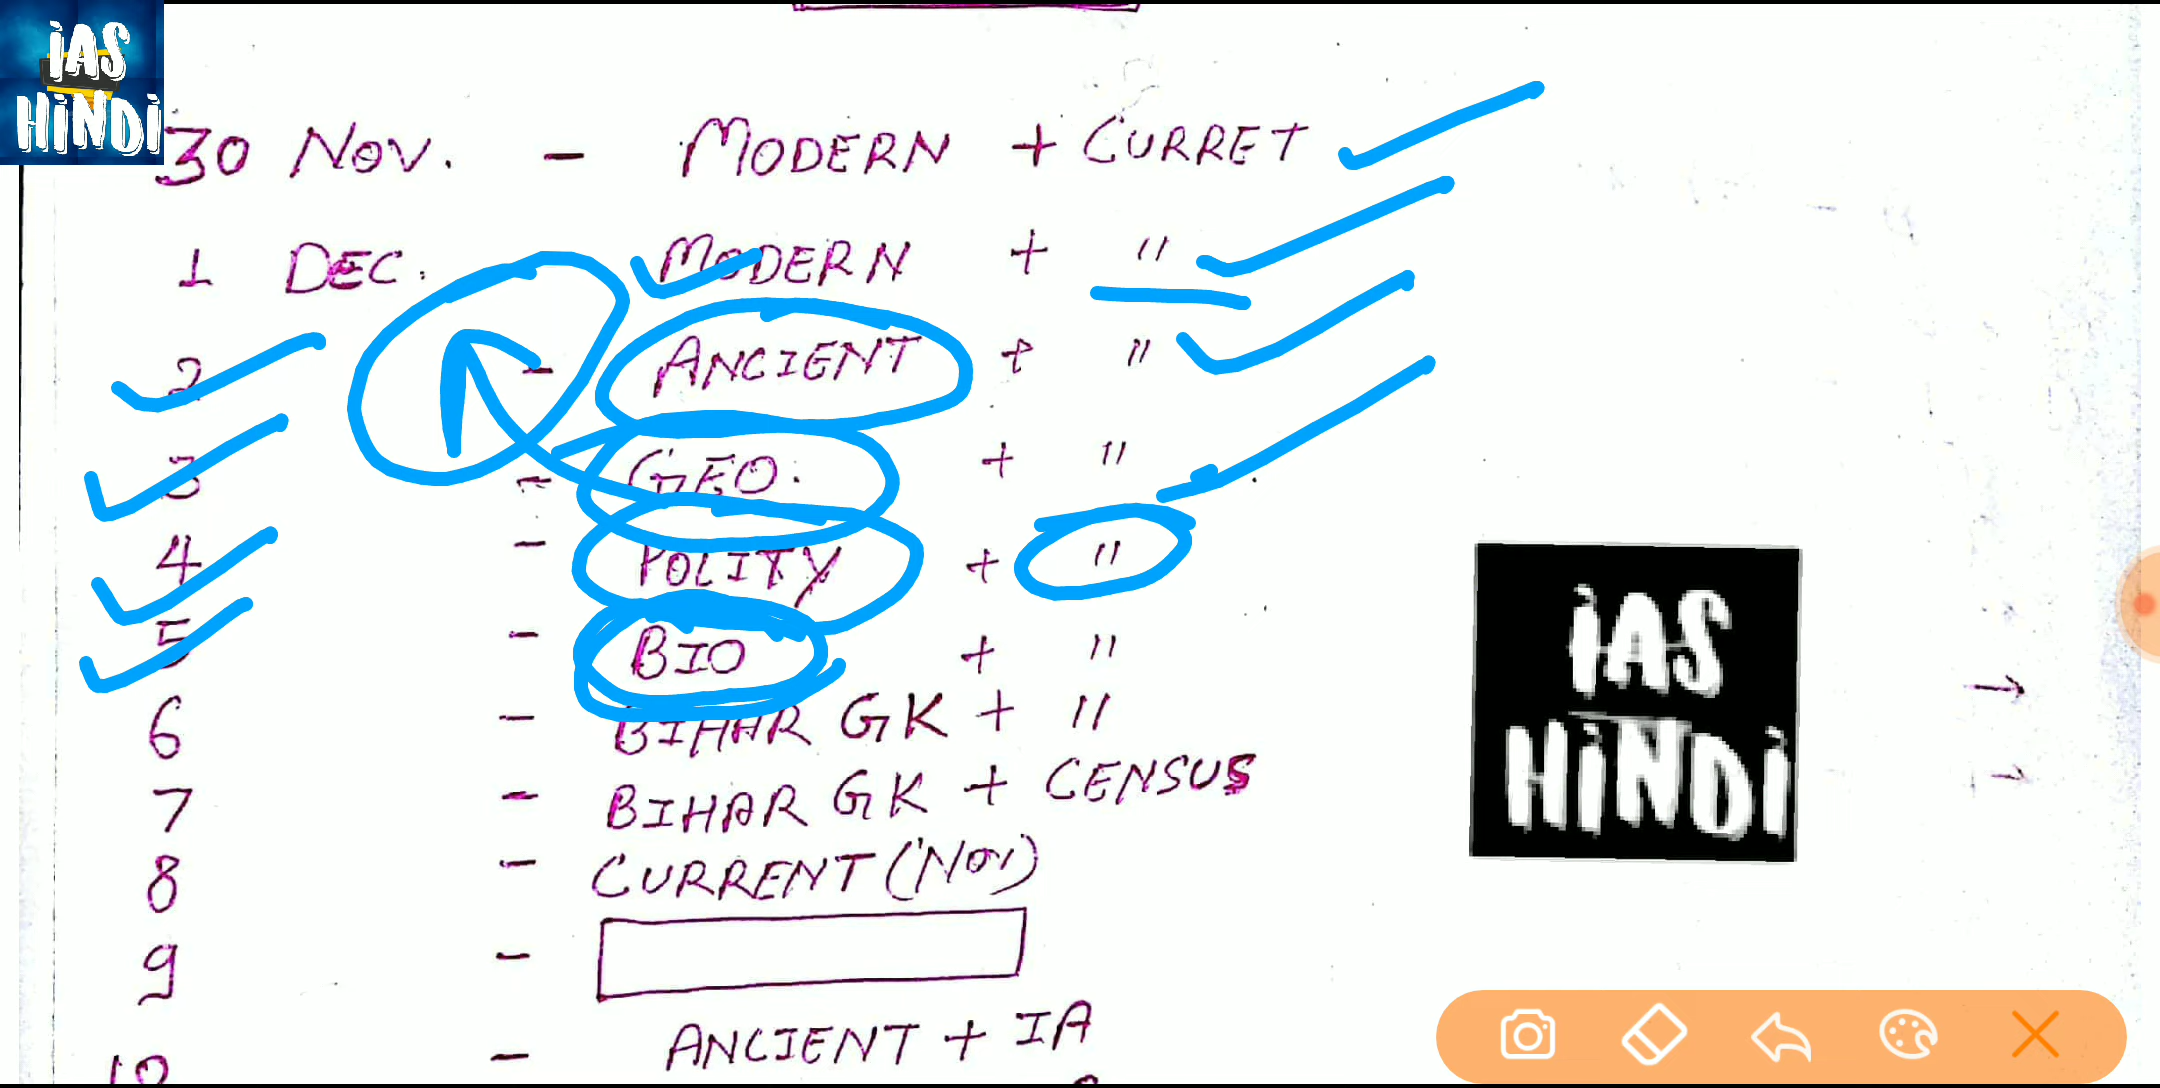 iAS
HiNDi
30 Nov. - MODERN + CURRET
1 DEC. MODERN + "
2 - ANCIENT + "
3 - GEO. + "
4 - POLITY + "
5 - BIO + "
6 - BIHAR GK + "
7 - BIHAR GK + CENSUS
8 - CURRENT (Nov)
9 -
10 - ANCIENT + IA
iAS
HiNDi